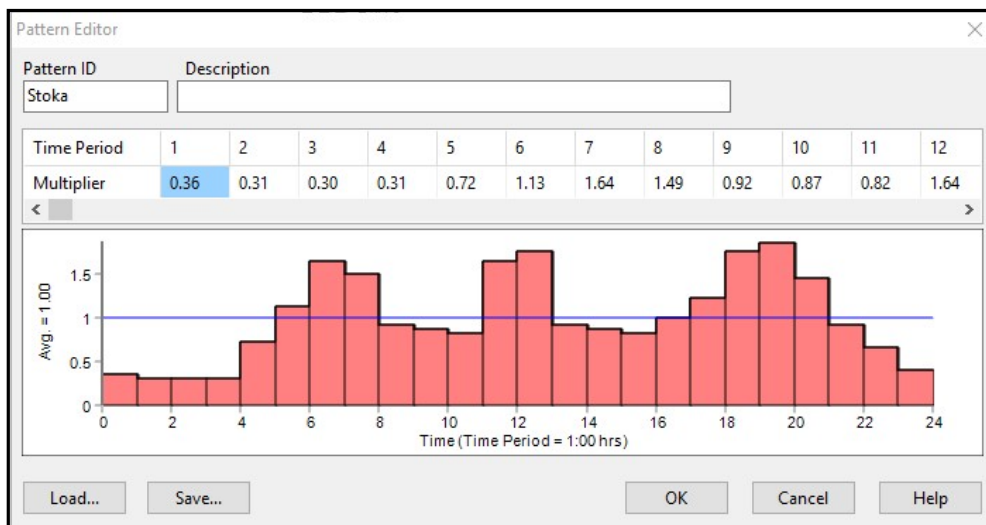 Pattern Editor
Pattern ID Description
Stoka
Time Period 1 2 3 4 5 6 7 8 9 10 11 12
Multiplier 0.36 0.31 0.30 0.31 0.72 1.13 1.64 1.49 0.92 0.87 0.82 1.64
Avg. = 1.00
1.5
1
0.5
0
0 2 4 6 8 10 12 14 16 18 20 22 24
Time (Time Period = 1:00 hrs)
Load... Save... OK Cancel Help